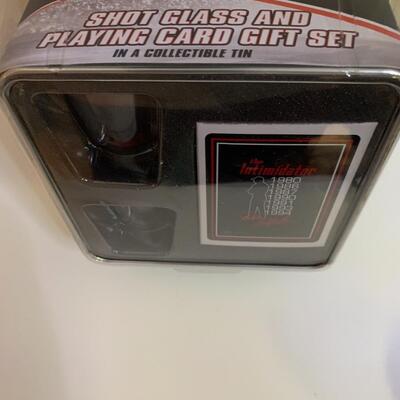 SHOT GLASS AND
PLAYING CARD GIFT SET
IN A COLLECTIBLE TIN
the
Intimidator
1980
1986
1987
1990
1991
1993
1994